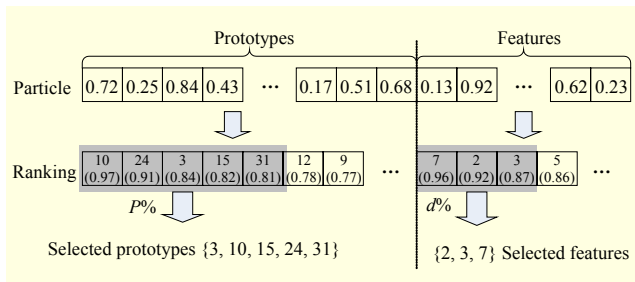 Prototypes Features
Particle 0.72 0.25 0.84 0.43 ··· 0.17 0.51 0.68 0.13 0.92 ··· 0.62 0.23
10 24 3 15 31 12 9 7 2 3 5
Ranking ··· ···
(0.97) (0.91) (0.84) (0.82) (0.81) (0.78) (0.77) (0.96) (0.92) (0.87) (0.86)
P% d%
Selected prototypes {3, 10, 15, 24, 31} {2, 3, 7} Selected features